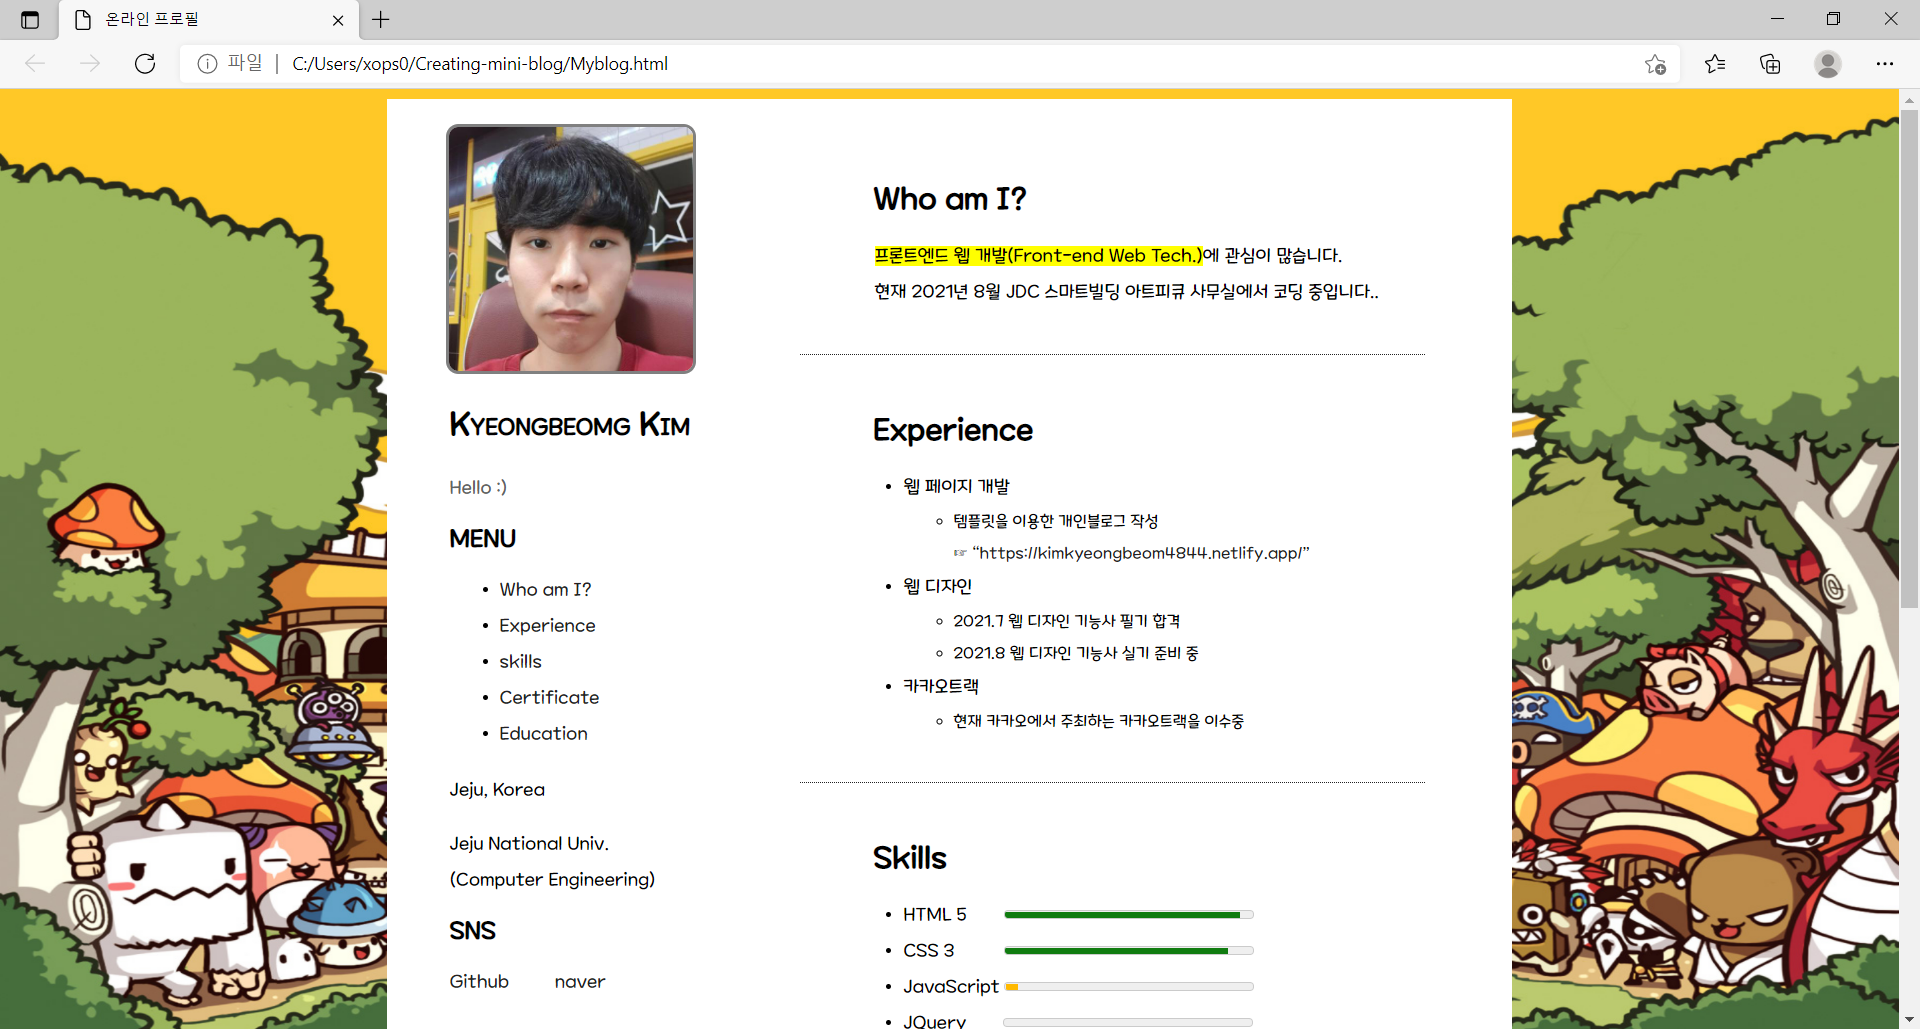 온라인 프로필
파일
C:/Users/xops0/Creating-mini-blog/Myblog.html
Kyeongbeomg Kim
Hello :)
MENU
• Who am I?
• Experience
• skills
• Certificate
• Education
Jeju, Korea
Jeju National Univ.
(Computer Engineering)
SNS
Github naver
Who am I?
프론트엔드 웹 개발(Front-end Web Tech.)에 관심이 많습니다.
현재 2021년 8월 JDC 스마트빌딩 아트피큐 사무실에서 코딩 중입니다..
Experience
• 웹 페이지 개발
◦ 템플릿을 이용한 개인블로그 작성
☞ “https://kimkyeongbeom4844.netlify.app/”
• 웹 디자인
◦ 2021.7 웹 디자인 기능사 필기 합격
◦ 2021.8 웹 디자인 기능사 실기 준비 중
• 카카오트랙
◦ 현재 카카오에서 주최하는 카카오트랙을 이수중
Skills
• HTML 5
• CSS 3
• JavaScript
• JQuery